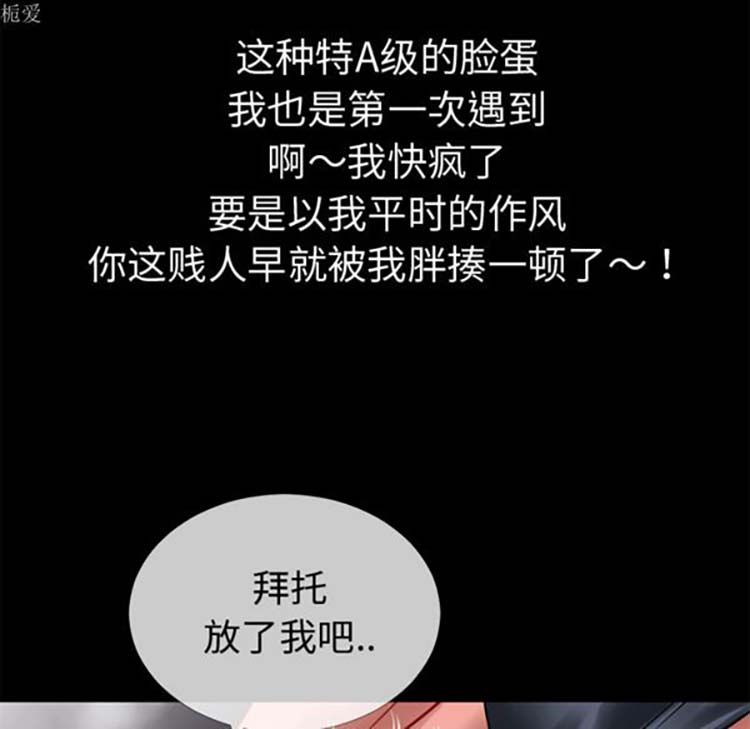 栀爱
这种特A级的脸蛋
我也是第一次遇到
啊～我快疯了
要是以我平时的作风
你这贱人早就被我胖揍一顿了～！
拜托
放了我吧..